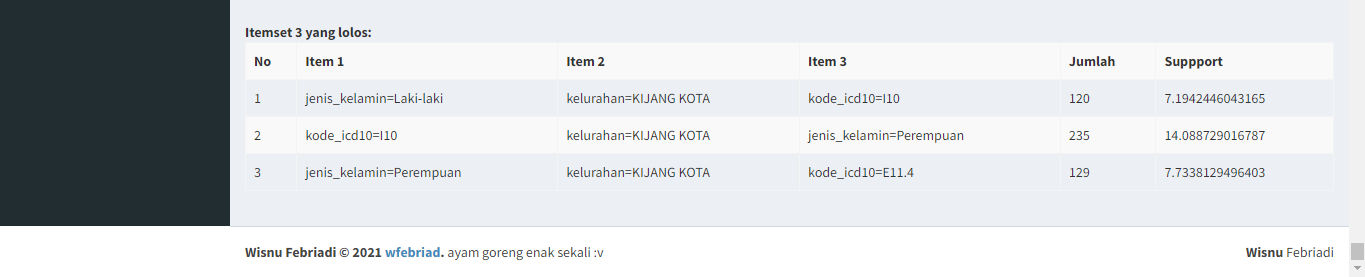 Itemset 3 yang lolos:
No Item 1 Item 2 Item 3 Jumlah Suppport
1 jenis_kelamin=Laki-laki kelurahan=KIJANG KOTA kode_icd10=I10 120 7.1942446043165
2 kode_icd10=I10 kelurahan=KIJANG KOTA jenis_kelamin=Perempuan 235 14.088729016787
3 jenis_kelamin=Perempuan kelurahan=KIJANG KOTA kode_icd10=E11.4 129 7.7338129496403
Wisnu Febriadi © 2021 wfebriad. ayam goreng enak sekali :v Wisnu Febriadi